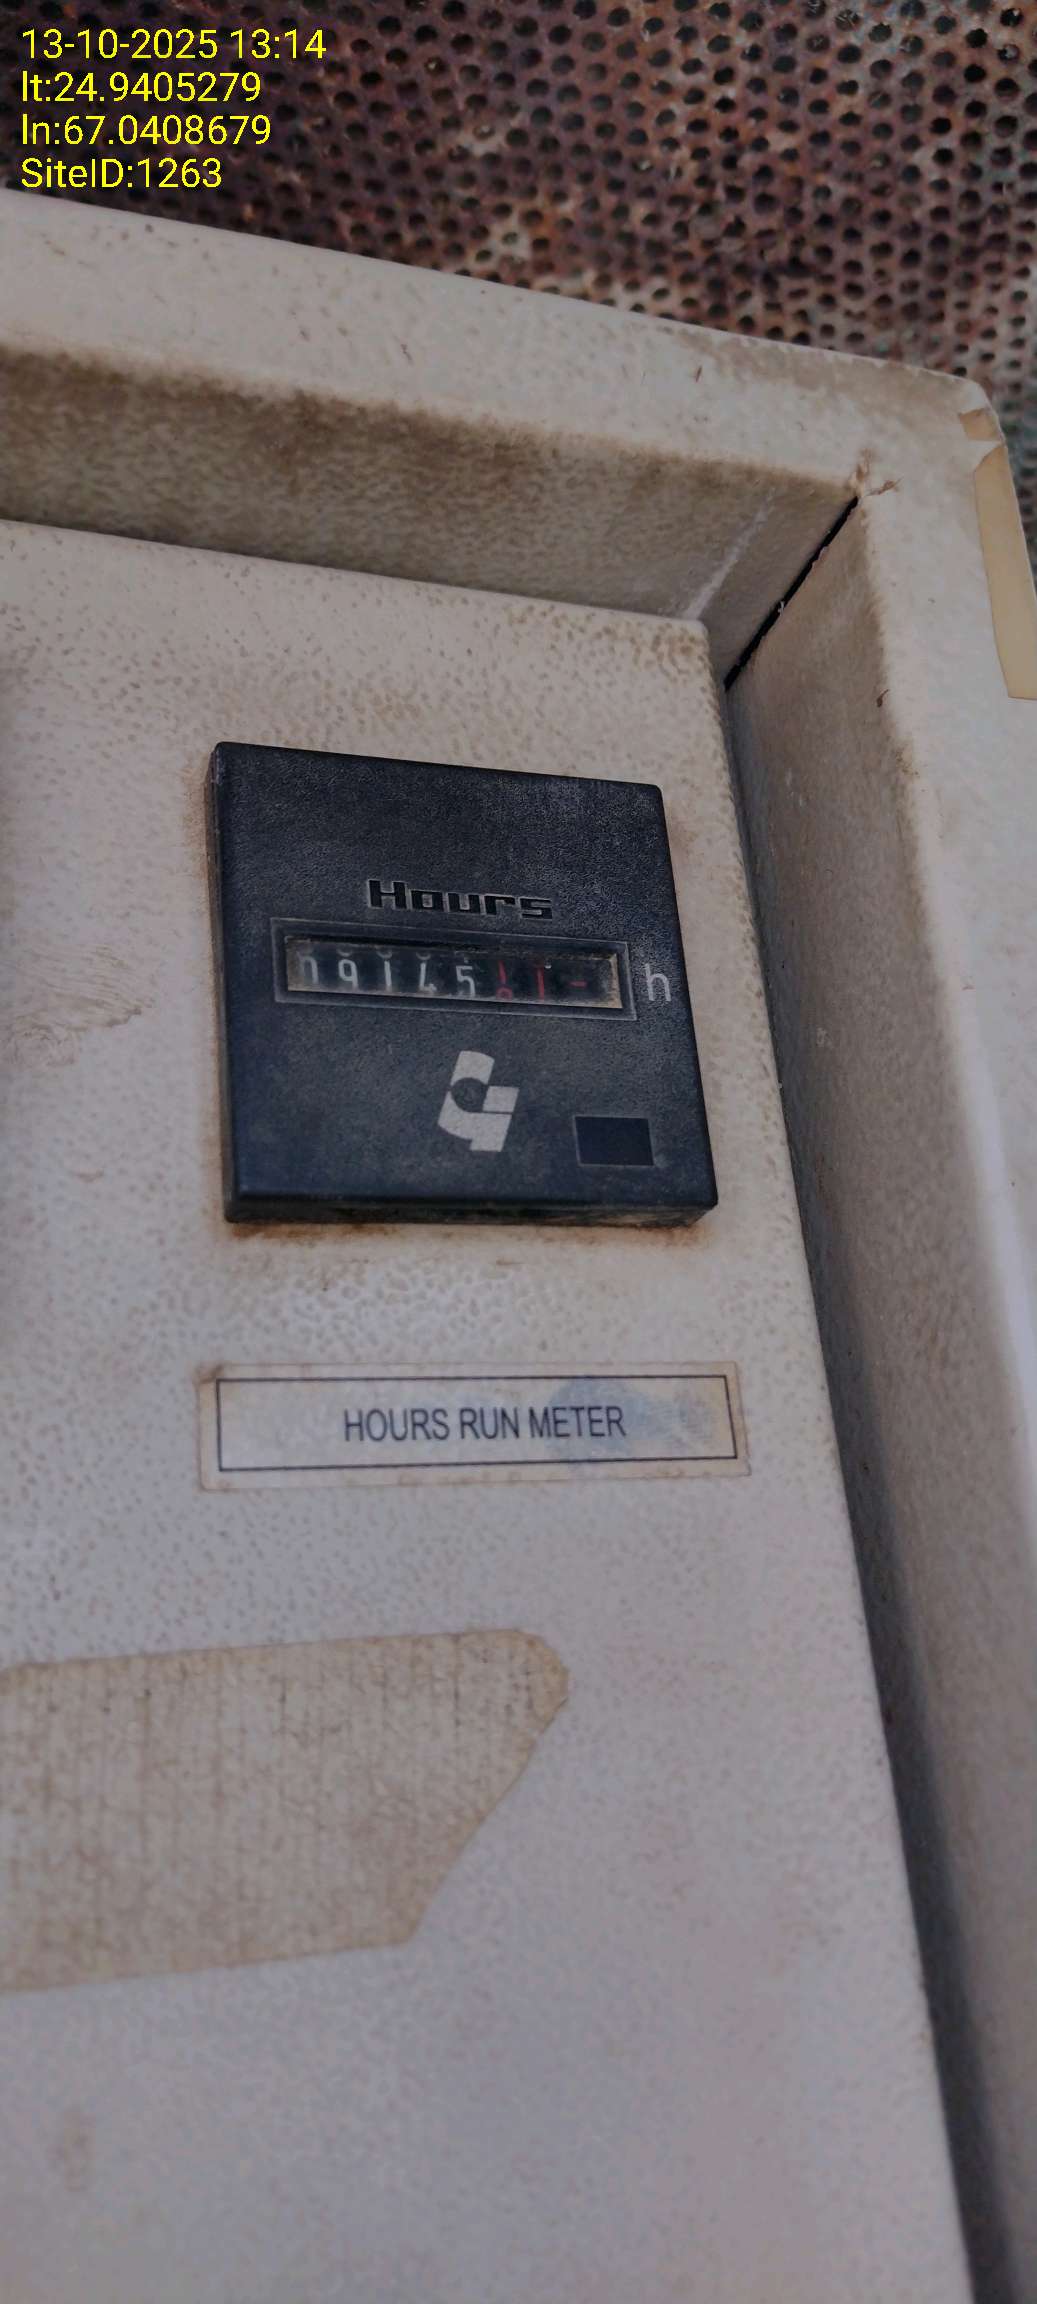 13-10-2025 13:14
lt:24.9405279
ln:67.0408679
SiteID:1263
Hours
09145 h
HOURS RUN METER